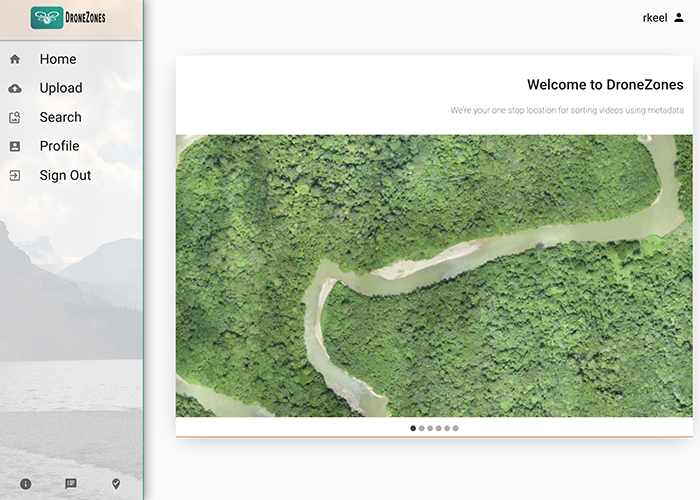 DroneZones
rkeel
Home
Upload
Search
Profile
Sign Out
Welcome to DroneZones
We're your one stop location for sorting videos using metadata